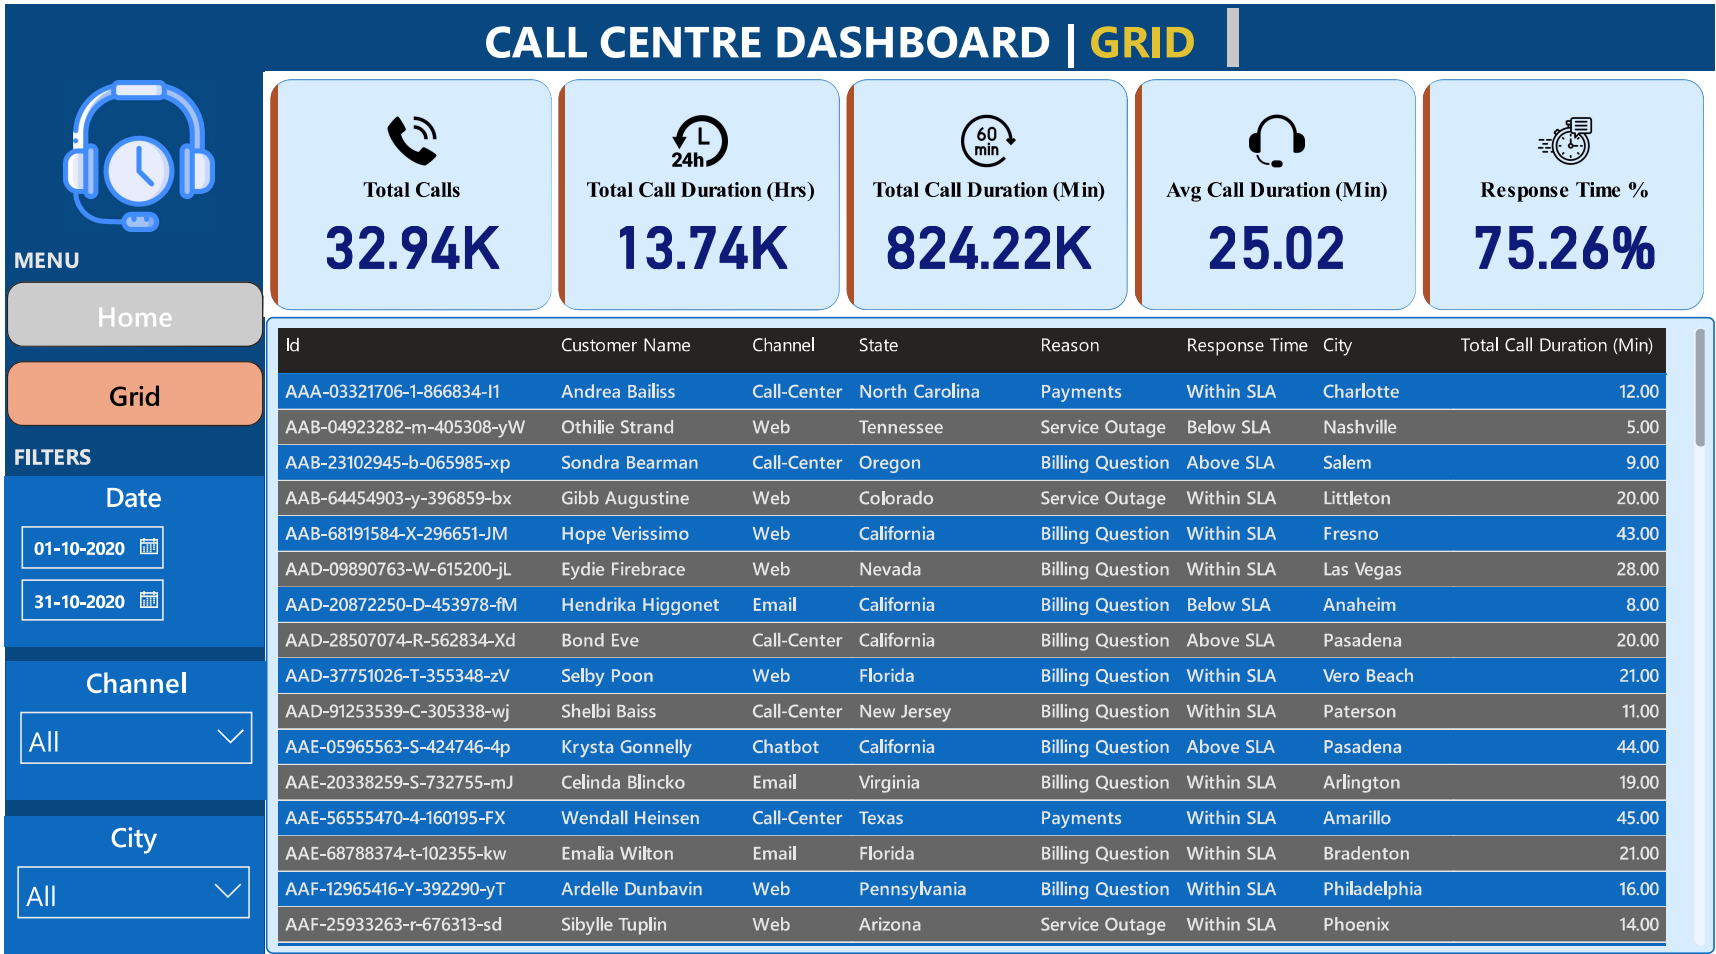 CALL CENTRE DASHBOARD | GRID
Total Calls
32.94K
24h
Total Call Duration (Hrs)
13.74K
60
min
Total Call Duration (Min)
824.22K
Avg Call Duration (Min)
25.02
Response Time %
75.26%
MENU
Home
Grid
FILTERS
Date
01-10-2020
31-10-2020
Channel
All
City
All
Id Customer Name Channel State Reason Response Time City Total Call Duration (Min)
AAA-03321706-1-866834-I1 Andrea Bailiss Call-Center North Carolina Payments Within SLA Charlotte 12.00
AAB-04923282-m-405308-yW Othilie Strand Web Tennessee Service Outage Below SLA Nashville 5.00
AAB-23102945-b-065985-xp Sondra Bearman Call-Center Oregon Billing Question Above SLA Salem 9.00
AAB-64454903-y-396859-bx Gibb Augustine Web Colorado Service Outage Within SLA Littleton 20.00
AAB-68191584-X-296651-JM Hope Verissimo Web California Billing Question Within SLA Fresno 43.00
AAD-09890763-W-615200-jL Eydie Firebrace Web Nevada Billing Question Within SLA Las Vegas 28.00
AAD-20872250-D-453978-fM Hendrika Higgonet Email California Billing Question Below SLA Anaheim 8.00
AAD-28507074-R-562834-Xd Bond Eve Call-Center California Billing Question Above SLA Pasadena 20.00
AAD-37751026-T-355348-zV Selby Poon Web Florida Billing Question Within SLA Vero Beach 21.00
AAD-91253539-C-305338-wj Shelbi Baiss Call-Center New Jersey Billing Question Within SLA Paterson 11.00
AAE-05965563-S-424746-4p Krysta Gonnelly Chatbot California Billing Question Above SLA Pasadena 44.00
AAE-20338259-S-732755-mJ Celinda Blincko Email Virginia Billing Question Within SLA Arlington 19.00
AAE-56555470-4-160195-FX Wendall Heinsen Call-Center Texas Payments Within SLA Amarillo 45.00
AAE-68788374-t-102355-kw Emalia Wilton Email Florida Billing Question Within SLA Bradenton 21.00
AAF-12965416-Y-392290-yT Ardelle Dunbavin Web Pennsylvania Billing Question Within SLA Philadelphia 16.00
AAF-25933263-r-676313-sd Sibylle Tuplin Web Arizona Service Outage Within SLA Phoenix 14.00